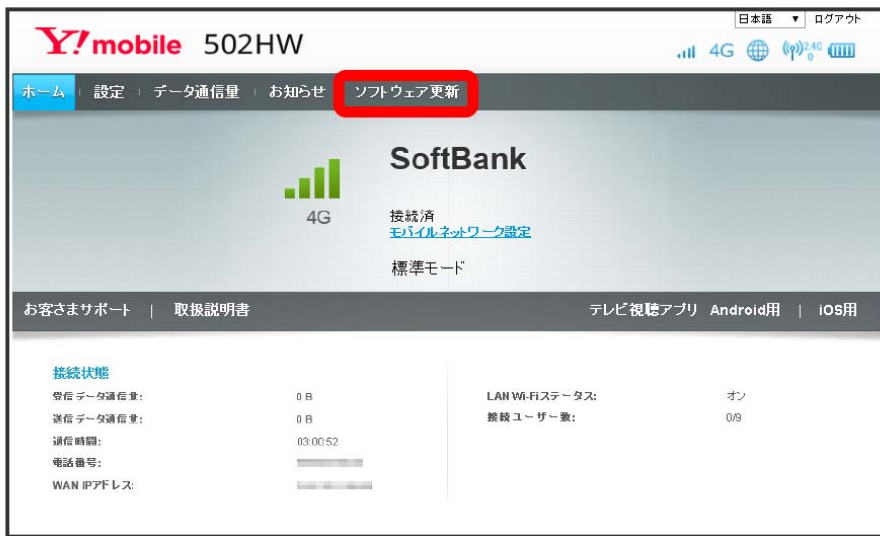 日本語 ▼ ログアウト
Y!mobile 502HW
4G 2.4G 0
ホーム 設定 データ通信量 お知らせ ソフトウェア更新
SoftBank
4G
接続済
モバイルネットワーク設定
標準モード
お客さまサポート | 取扱説明書 テレビ視聴アプリ Android用 | iOS用
接続状態
受信データ通信量: 0 B LAN Wi-Fiステータス: オン
送信データ通信量: 0 B 接続ユーザー数: 0/9
通信時間: 03:00:52
電話番号:
WAN IPアドレス: